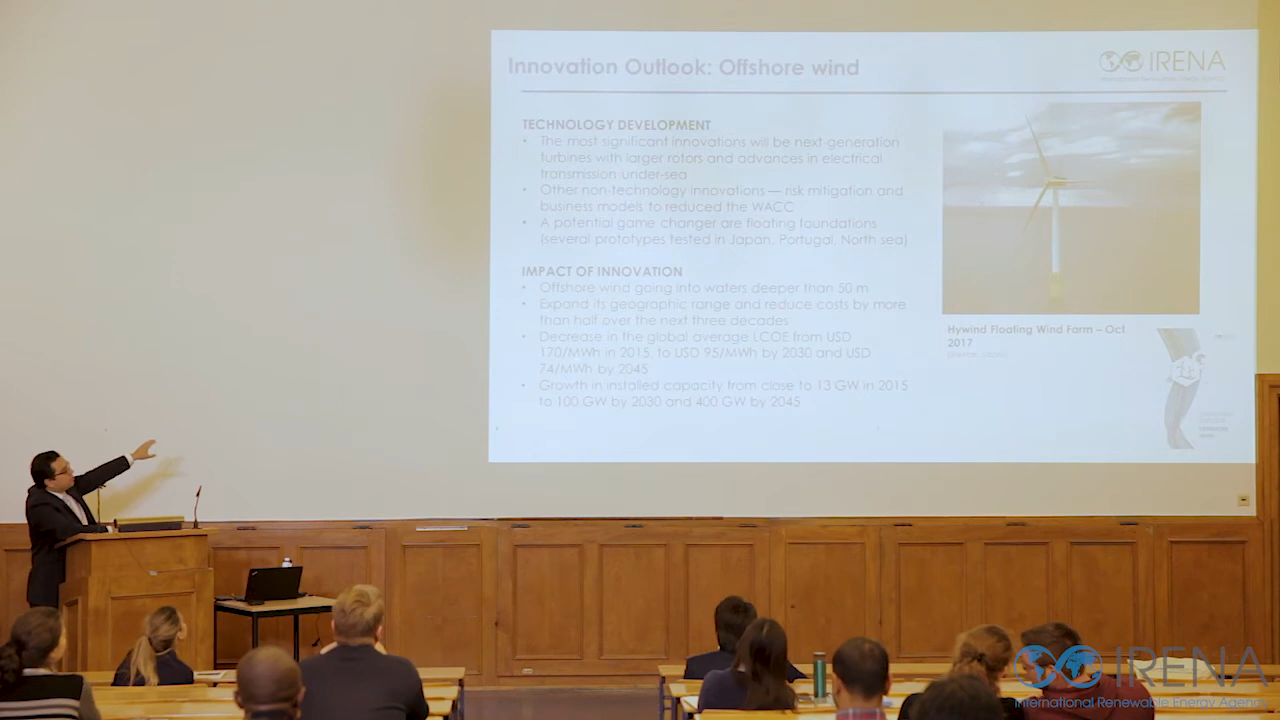 Innovation Outlook: Offshore wind
IRENA
TECHNOLOGY DEVELOPMENT
• The most significant innovations will be next-generation
turbines with larger rotors and advances in electrical
transmission under-sea
• Other non-technology innovations — risk mitigation and
business models to reduced the WACC
• A potential game changer are floating foundations
(several prototypes tested in Japan, Portugal, North sea)
IMPACT OF INNOVATION
• Offshore wind going into waters deeper than 50 m
• Expand its geographic range and reduce costs by more
than half over the next three decades
• Decrease in the global average LCOE from USD
170/MWh in 2015, to USD 95/MWh by 2030 and USD
74/MWh by 2045
• Growth in installed capacity from close to 13 GW in 2015
to 100 GW by 2030 and 400 GW by 2045
Hywind Floating Wind Farm – Oct
2017
IRENA
International Renewable Energy Agency